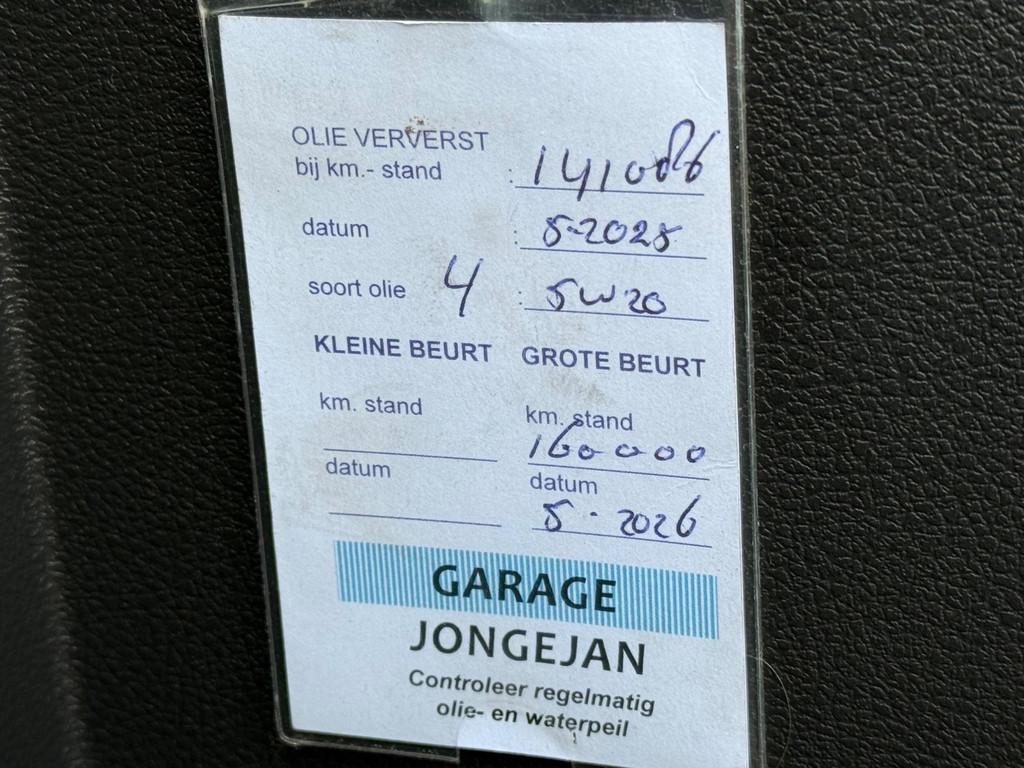 OLIE VERVERST
bij km.- stand : 141086
datum : 5-2025
soort olie 4 : 5W20
KLEINE BEURT GROTE BEURT
km. stand km. stand
160000
datum datum
5 - 2026
GARAGE
JONGEJAN
Controleer regelmatig
olie- en waterpeil